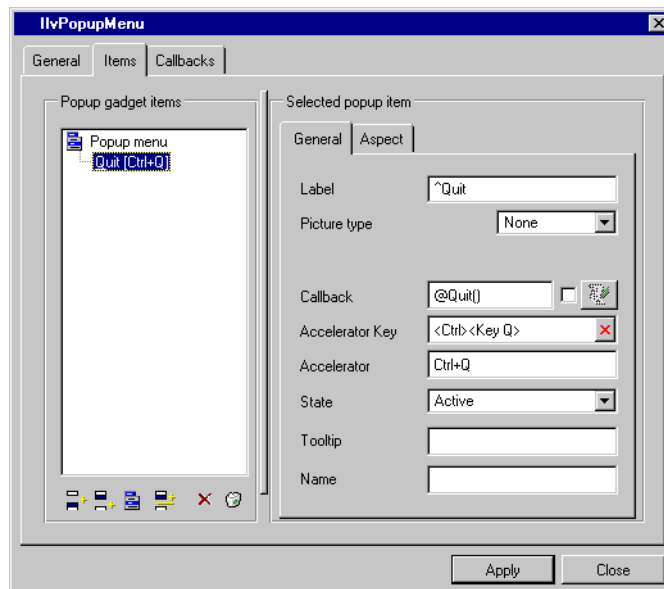 IlvPopupMenu
General Items Callbacks
Popup gadget items
Popup menu
Quit [Ctrl+Q]
Selected popup item
General Aspect
Label ^Quit
Picture type None
Callback @Quit()
Accelerator Key <Ctrl><Key Q>
Accelerator Ctrl+Q
State Active
Tooltip
Name
Apply Close